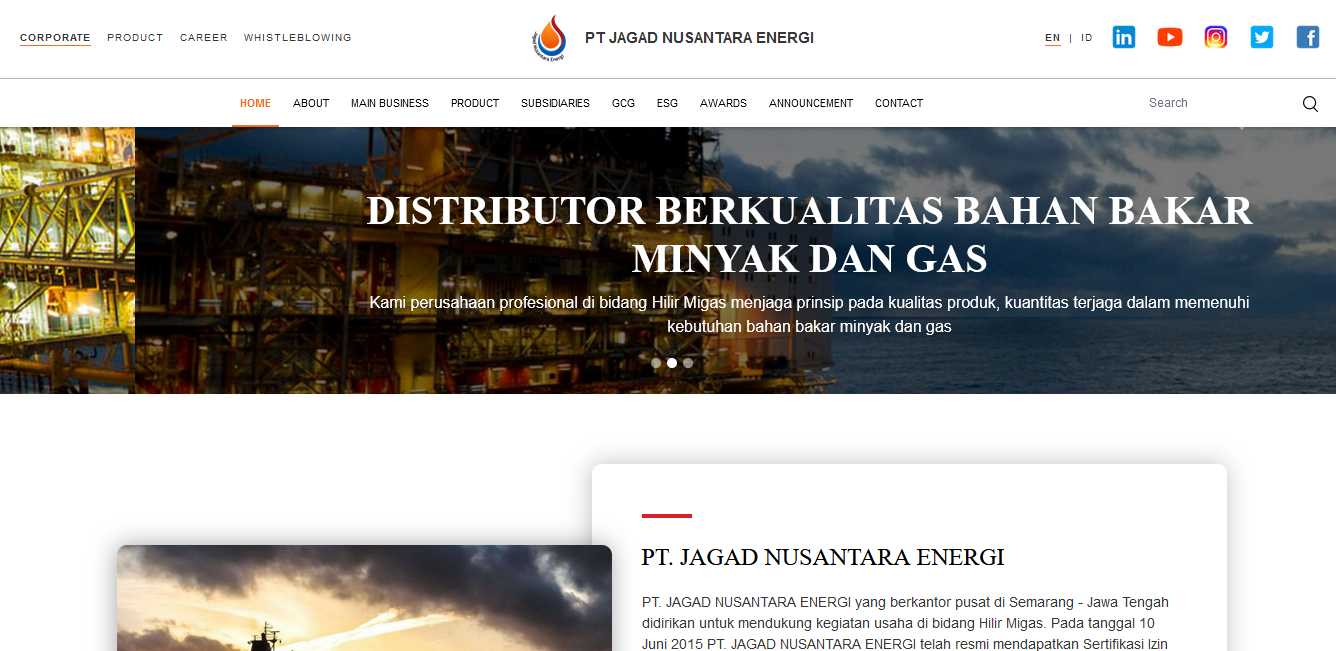 CORPORATE PRODUCT CAREER WHISTLEBLOWING
Jagad Nusantara Energi
PT JAGAD NUSANTARA ENERGI
EN | ID
HOME ABOUT MAIN BUSINESS PRODUCT SUBSIDIARIES GCG ESG AWARDS ANNOUNCEMENT CONTACT Search
DISTRIBUTOR BERKUALITAS BAHAN BAKAR
MINYAK DAN GAS
Kami perusahaan profesional di bidang Hilir Migas menjaga prinsip pada kualitas produk, kuantitas terjaga dalam memenuhi
kebutuhan bahan bakar minyak dan gas
PT. JAGAD NUSANTARA ENERGI
PT. JAGAD NUSANTARA ENERGI yang berkantor pusat di Semarang - Jawa Tengah
didirikan untuk mendukung kegiatan usaha di bidang Hilir Migas. Pada tanggal 10
Juni 2015 PT. JAGAD NUSANTARA ENERGI telah resmi mendapatkan Sertifikasi Izin